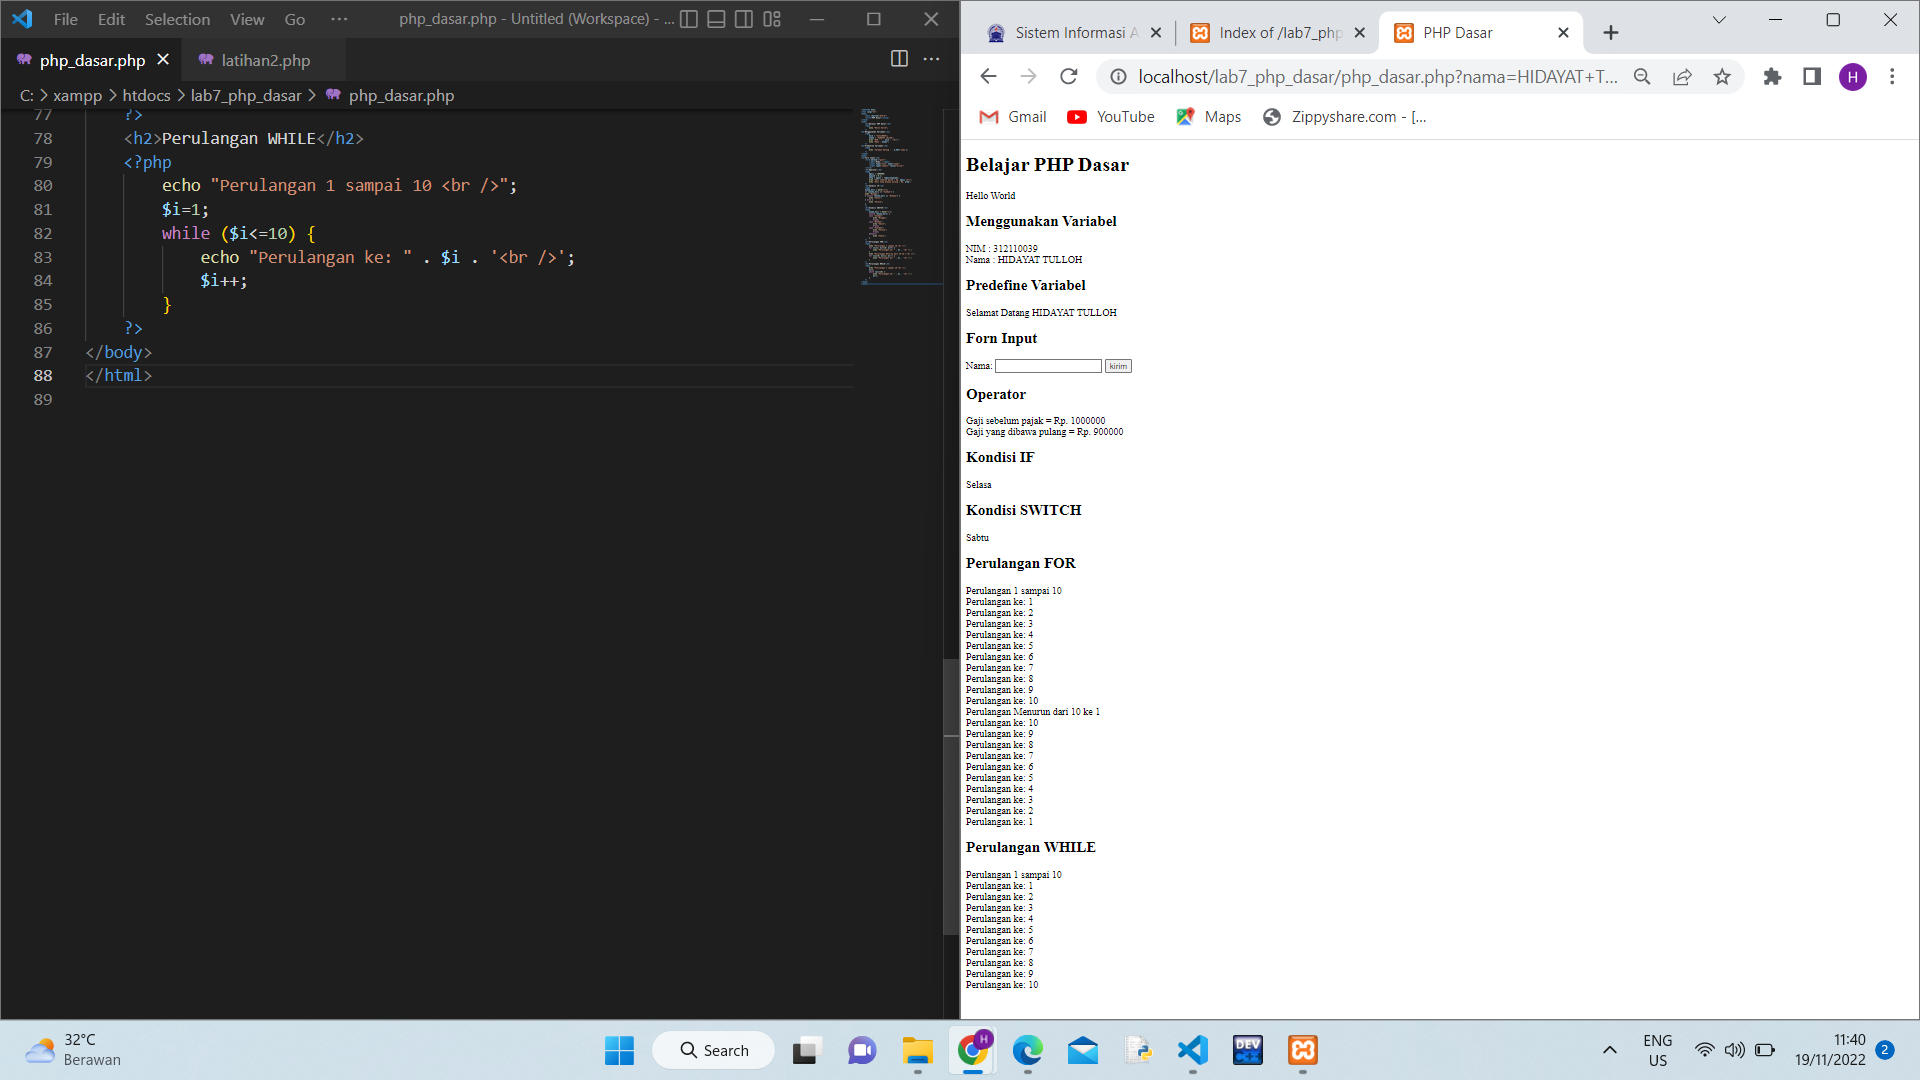 File Edit Selection View Go ··· php_dasar.php - Untitled (Workspace) - ...
php_dasar.php latihan2.php
C: > xampp > htdocs > lab7_php_dasar > php_dasar.php
77 ?>
78 <h2>Perulangan WHILE</h2>
79 <?php
80 echo "Perulangan 1 sampai 10 <br />";
81 $i=1;
82 while ($i<=10) {
83 echo "Perulangan ke: " . $i . '<br />';
84 $i++;
85 }
86 ?>
87 </body>
88 </html>
89
Sistem Informasi A Index of /lab7_php PHP Dasar
localhost/lab7_php_dasar/php_dasar.php?nama=HIDAYAT+T... H
Gmail YouTube Maps Zippyshare.com - [...
Belajar PHP Dasar
Hello World
Menggunakan Variabel
NIM : 312110039
Nama : HIDAYAT TULLOH
Predefine Variabel
Selamat Datang HIDAYAT TULLOH
Forn Input
Nama: kirim
Operator
Gaji sebelum pajak = Rp. 1000000
Gaji yang dibawa pulang = Rp. 900000
Kondisi IF
Selasa
Kondisi SWITCH
Sabtu
Perulangan FOR
Perulangan 1 sampai 10
Perulangan ke: 1
Perulangan ke: 2
Perulangan ke: 3
Perulangan ke: 4
Perulangan ke: 5
Perulangan ke: 6
Perulangan ke: 7
Perulangan ke: 8
Perulangan ke: 9
Perulangan ke: 10
Perulangan Menurun dari 10 ke 1
Perulangan ke: 10
Perulangan ke: 9
Perulangan ke: 8
Perulangan ke: 7
Perulangan ke: 6
Perulangan ke: 5
Perulangan ke: 4
Perulangan ke: 3
Perulangan ke: 2
Perulangan ke: 1
Perulangan WHILE
Perulangan 1 sampai 10
Perulangan ke: 1
Perulangan ke: 2
Perulangan ke: 3
Perulangan ke: 4
Perulangan ke: 5
Perulangan ke: 6
Perulangan ke: 7
Perulangan ke: 8
Perulangan ke: 9
Perulangan ke: 10
32°C
Berawan
Search
H
DEV
C++
ENG
US
11:40
19/11/2022
2